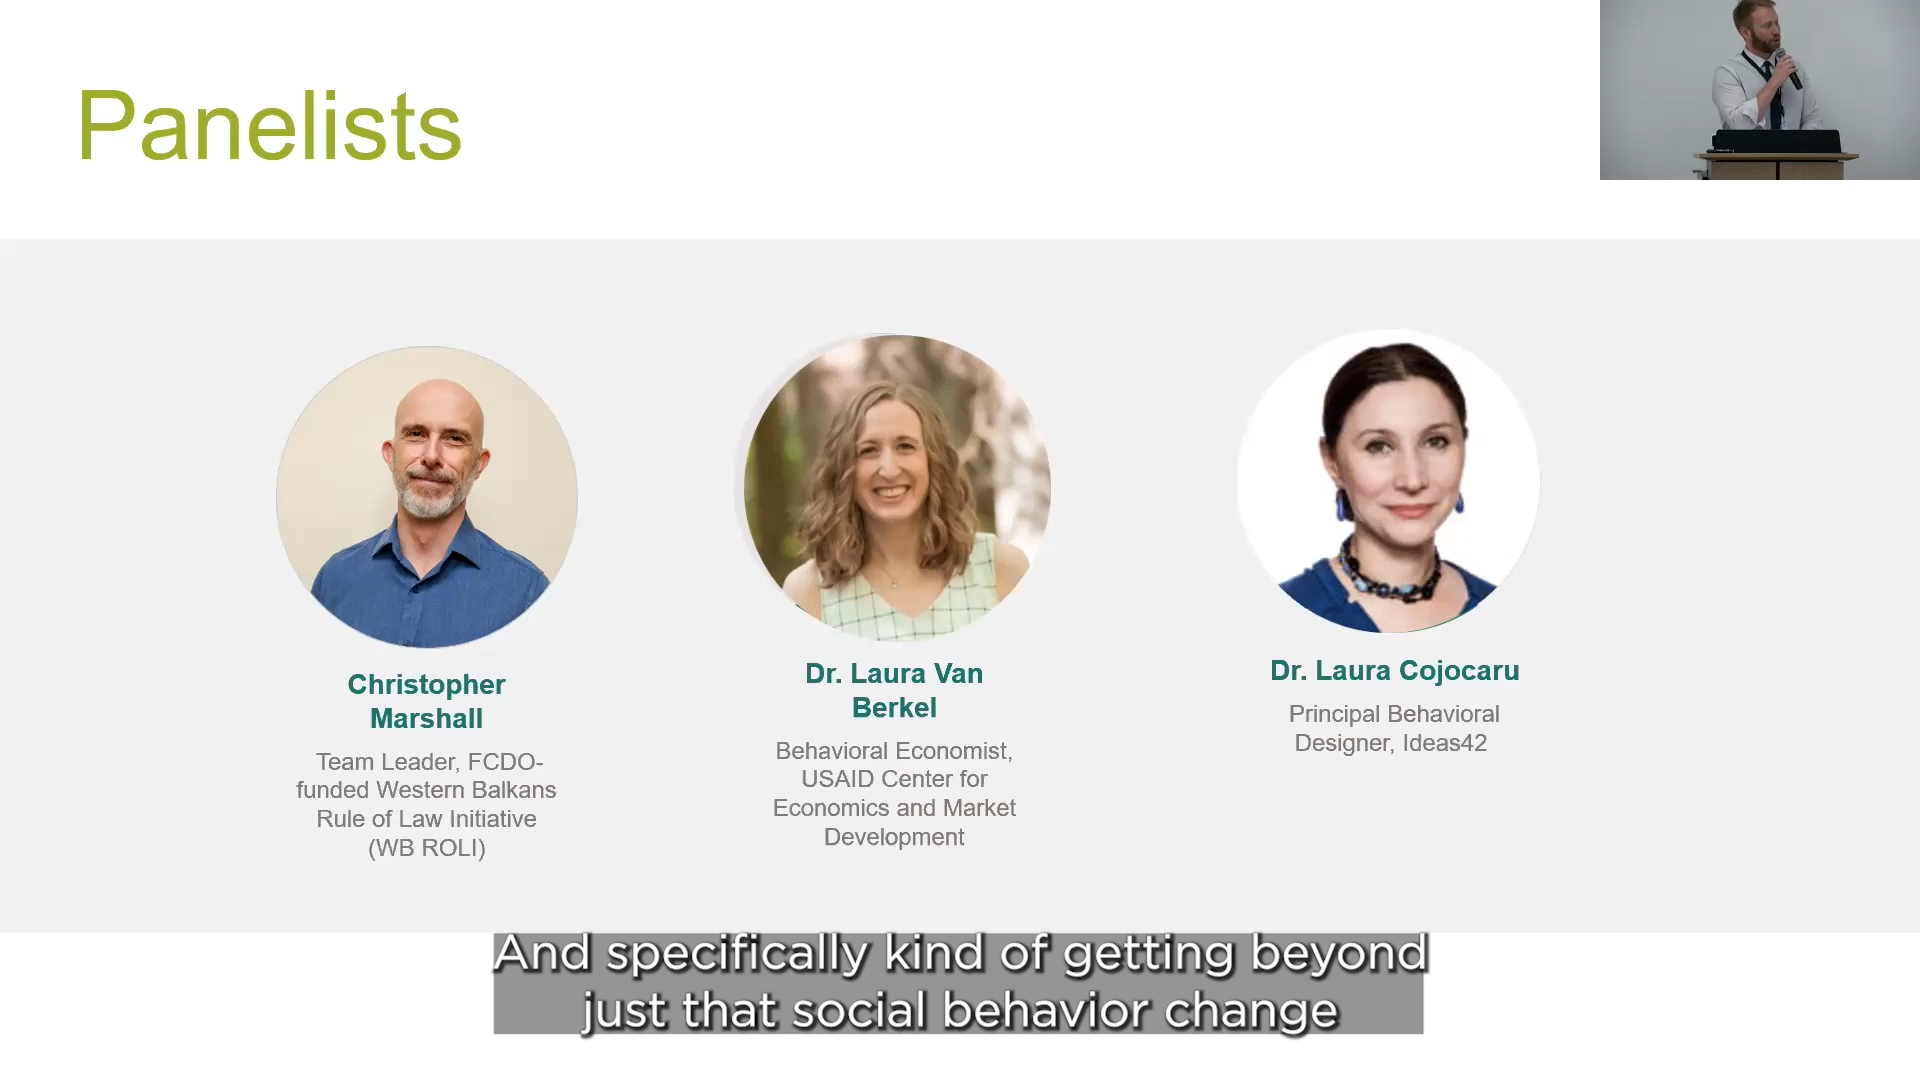 Panelists
Christopher
Marshall
Team Leader, FCDO-
funded Western Balkans
Rule of Law Initiative
(WB ROLI)
Dr. Laura Van
Berkel
Behavioral Economist,
USAID Center for
Economics and Market
Development
Dr. Laura Cojocaru
Principal Behavioral
Designer, Ideas42
And specifically kind of getting beyond
just that social behavior change